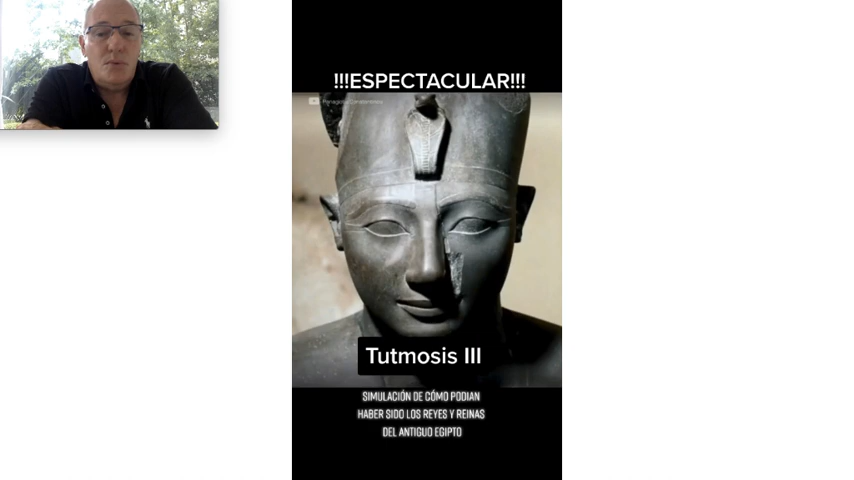 !!!ESPECTACULAR!!!
Tutmosis III
SIMULACIÓN DE CÓMO PODIAN
HABER SIDO LOS REYES Y REINAS
DEL ANTIGUO EGIPTO